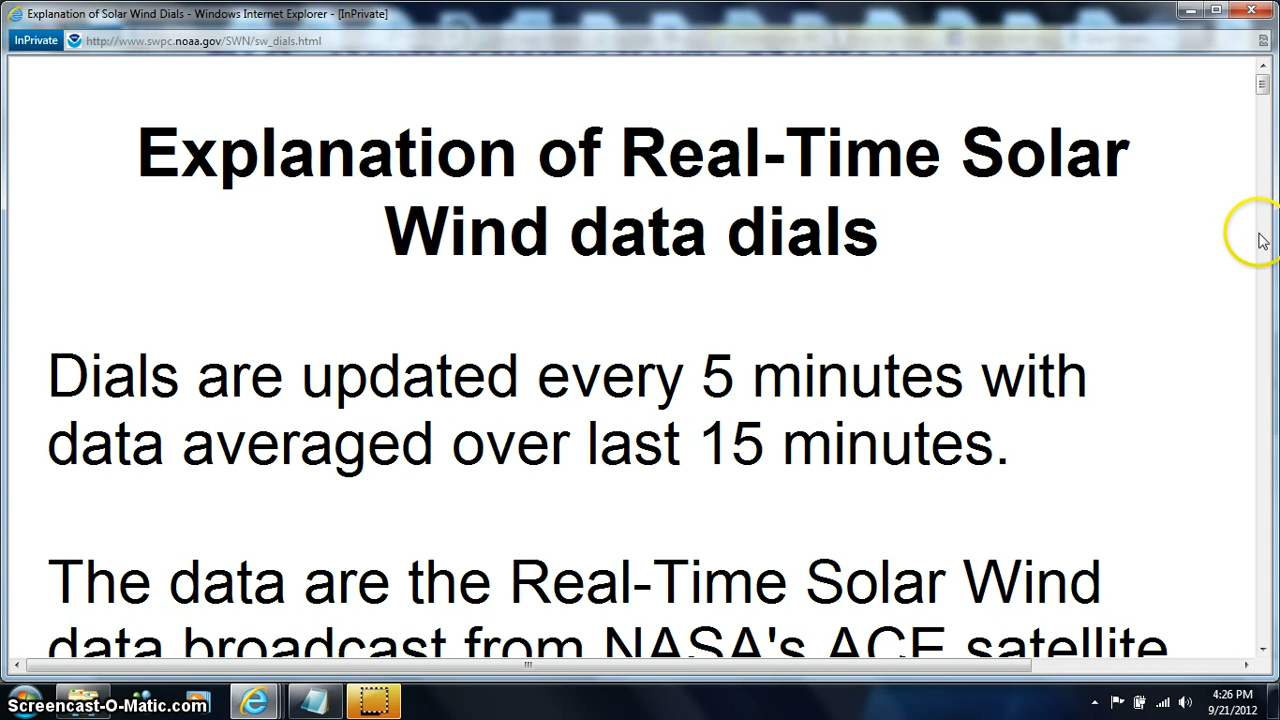 Explanation of Solar Wind Dials - Windows Internet Explorer - [InPrivate]
InPrivate http://www.swpc.noaa.gov/SWN/sw_dials.html
Explanation of Real-Time Solar
Wind data dials
Dials are updated every 5 minutes with
data averaged over last 15 minutes.
The data are the Real-Time Solar Wind
data broadcast from NASA's ACE satellite
4:26 PM
Screencast-O-Matic.com
9/21/2012